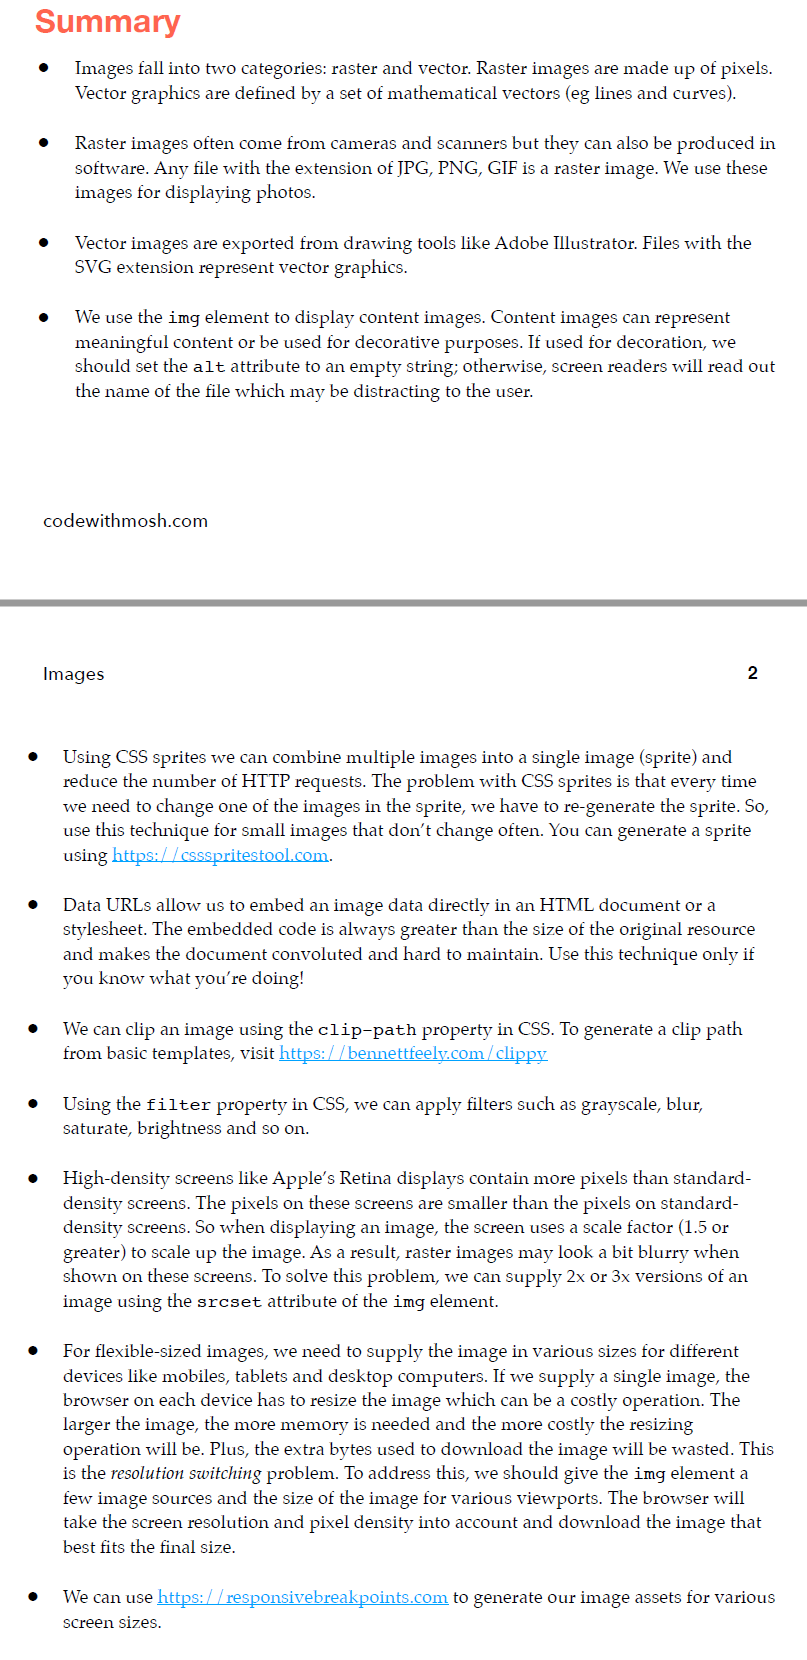 Summary
● Images fall into two categories: raster and vector. Raster images are made up of pixels.
Vector graphics are defined by a set of mathematical vectors (eg lines and curves).
● Raster images often come from cameras and scanners but they can also be produced in
software. Any file with the extension of JPG, PNG, GIF is a raster image. We use these
images for displaying photos.
● Vector images are exported from drawing tools like Adobe Illustrator. Files with the
SVG extension represent vector graphics.
● We use the img element to display content images. Content images can represent
meaningful content or be used for decorative purposes. If used for decoration, we
should set the alt attribute to an empty string; otherwise, screen readers will read out
the name of the file which may be distracting to the user.
codewithmosh.com
Images 2
● Using CSS sprites we can combine multiple images into a single image (sprite) and
reduce the number of HTTP requests. The problem with CSS sprites is that every time
we need to change one of the images in the sprite, we have to re-generate the sprite. So,
use this technique for small images that don’t change often. You can generate a sprite
using https://cssspritestool.com.
● Data URLs allow us to embed an image data directly in an HTML document or a
stylesheet. The embedded code is always greater than the size of the original resource
and makes the document convoluted and hard to maintain. Use this technique only if
you know what you’re doing!
● We can clip an image using the clip-path property in CSS. To generate a clip path
from basic templates, visit https://bennettfeely.com/clippy
● Using the filter property in CSS, we can apply filters such as grayscale, blur,
saturate, brightness and so on.
● High-density screens like Apple’s Retina displays contain more pixels than standard-
density screens. The pixels on these screens are smaller than the pixels on standard-
density screens. So when displaying an image, the screen uses a scale factor (1.5 or
greater) to scale up the image. As a result, raster images may look a bit blurry when
shown on these screens. To solve this problem, we can supply 2x or 3x versions of an
image using the srcset attribute of the img element.
● For flexible-sized images, we need to supply the image in various sizes for different
devices like mobiles, tablets and desktop computers. If we supply a single image, the
browser on each device has to resize the image which can be a costly operation. The
larger the image, the more memory is needed and the more costly the resizing
operation will be. Plus, the extra bytes used to download the image will be wasted. This
is the resolution switching problem. To address this, we should give the img element a
few image sources and the size of the image for various viewports. The browser will
take the screen resolution and pixel density into account and download the image that
best fits the final size.
● We can use https://responsivebreakpoints.com to generate our image assets for various
screen sizes.